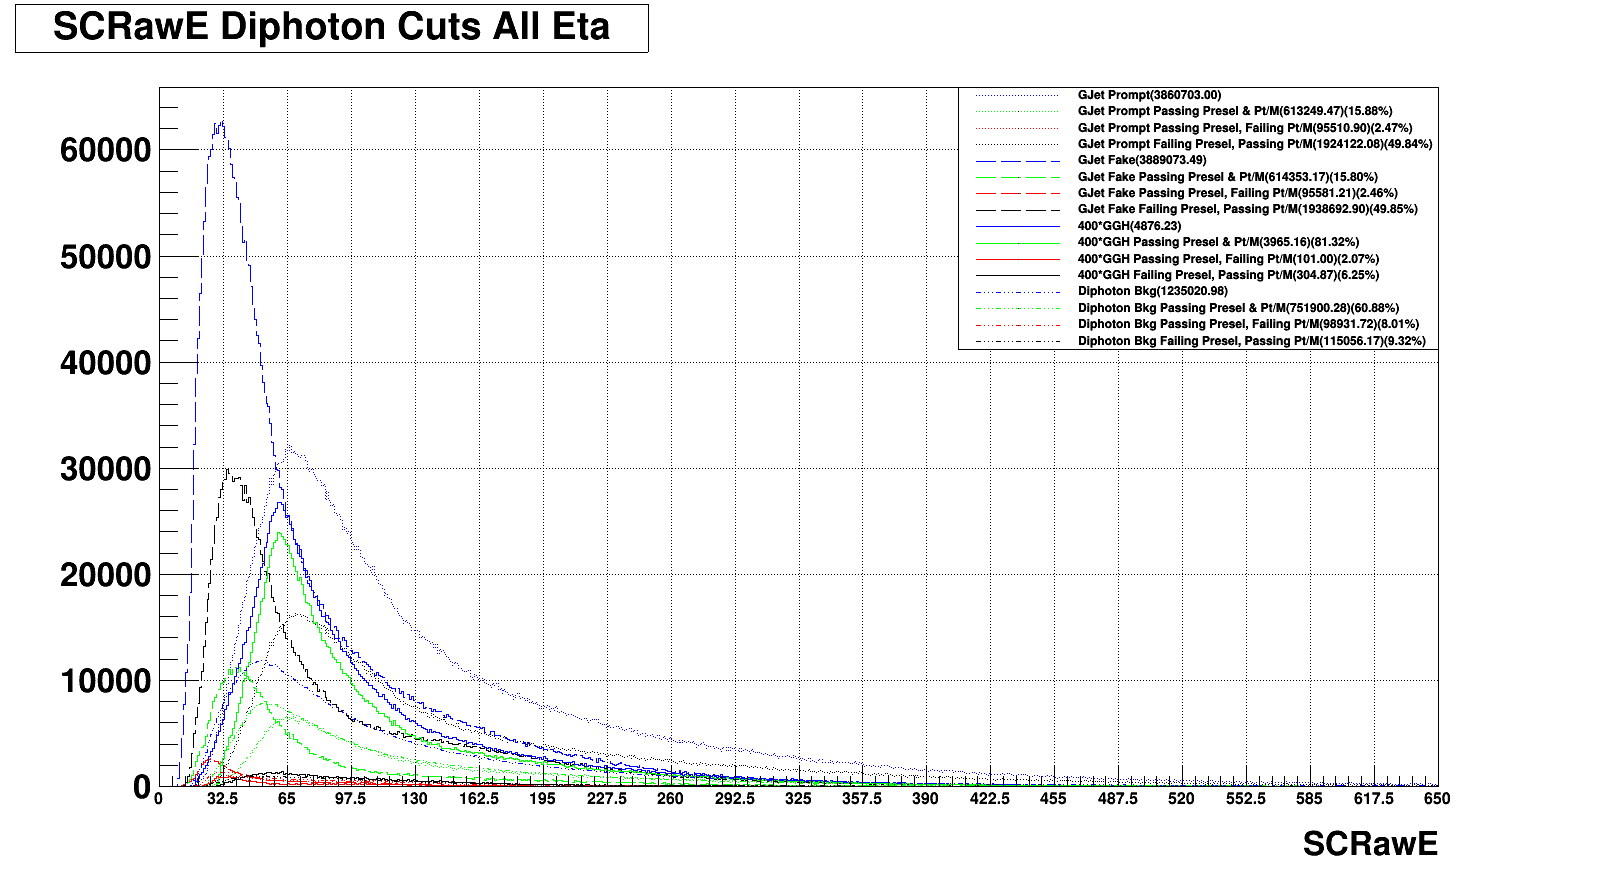 SCRawE Diphoton Cuts All Eta
GJet Prompt(3860703.00)
GJet Prompt Passing Presel & Pt/M(613249.47)(15.88%)
GJet Prompt Passing Presel, Failing Pt/M(95510.90)(2.47%)
GJet Prompt Failing Presel, Passing Pt/M(1924122.08)(49.84%)
GJet Fake(3889073.49)
GJet Fake Passing Presel & Pt/M(614353.17)(15.80%)
GJet Fake Passing Presel, Failing Pt/M(95581.21)(2.46%)
GJet Fake Failing Presel, Passing Pt/M(1938692.90)(49.85%)
400*GGH(4876.23)
400*GGH Passing Presel & Pt/M(3965.16)(81.32%)
400*GGH Passing Presel, Failing Pt/M(101.00)(2.07%)
400*GGH Failing Presel, Passing Pt/M(304.87)(6.25%)
Diphoton Bkg(1235020.98)
Diphoton Bkg Passing Presel & Pt/M(751900.28)(60.88%)
Diphoton Bkg Passing Presel, Failing Pt/M(98931.72)(8.01%)
Diphoton Bkg Failing Presel, Passing Pt/M(115056.17)(9.32%)
60000
50000
40000
30000
20000
10000
0
0 32.5 65 97.5 130 162.5 195 227.5 260 292.5 325 357.5 390 422.5 455 487.5 520 552.5 585 617.5 650
SCRawE